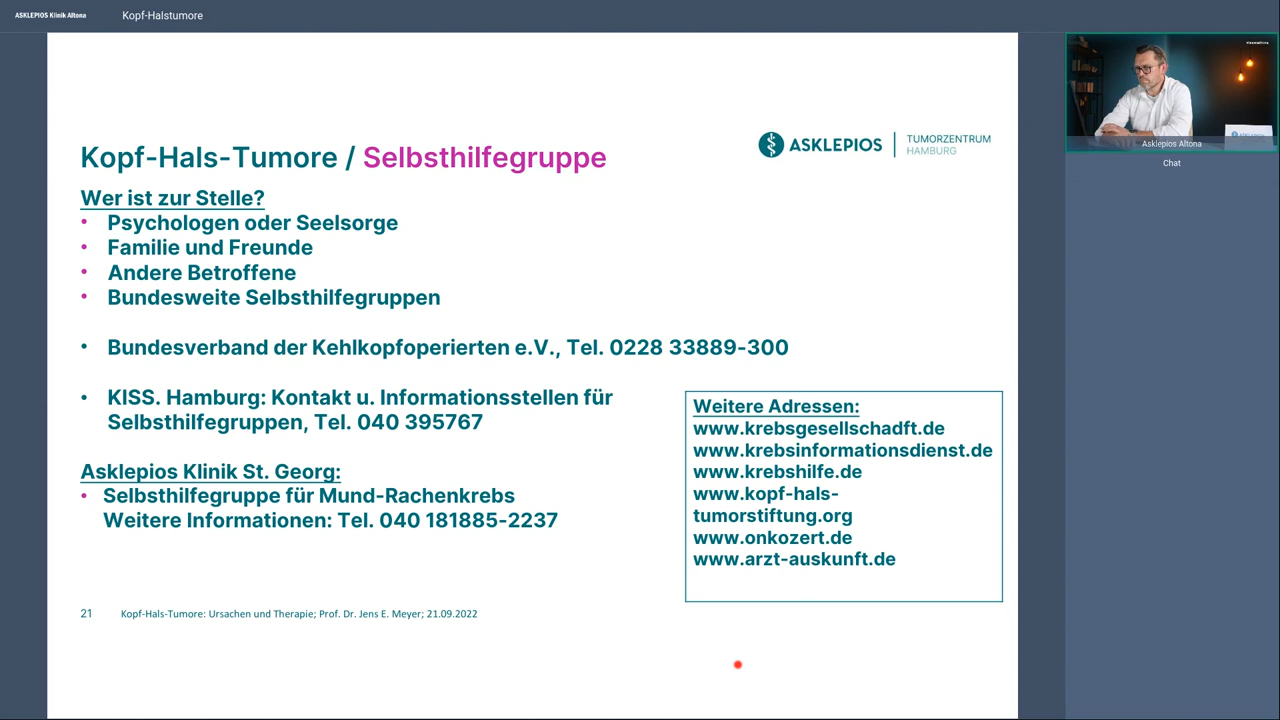 ASKLEPIOS Klinik Altona
Kopf-Halstumore
ASKLEPIOS
TUMORZENTRUM
HAMBURG
Kopf-Hals-Tumore / Selbsthilfegruppe
Wer ist zur Stelle?
• Psychologen oder Seelsorge
• Familie und Freunde
• Andere Betroffene
• Bundesweite Selbsthilfegruppen
• Bundesverband der Kehlkopfoperierten e.V., Tel. 0228 33889-300
• KISS. Hamburg: Kontakt u. Informationsstellen für
Selbsthilfegruppen, Tel. 040 395767
Asklepios Klinik St. Georg:
• Selbsthilfegruppe für Mund-Rachenkrebs
Weitere Informationen: Tel. 040 181885-2237
Weitere Adressen:
www.krebsgesellschadft.de
www.krebsinformationsdienst.de
www.krebshilfe.de
www.kopf-hals-
tumorstiftung.org
www.onkozert.de
www.arzt-auskunft.de
21 Kopf-Hals-Tumore: Ursachen und Therapie; Prof. Dr. Jens E. Meyer; 21.09.2022
Asklepios Altona
Chat